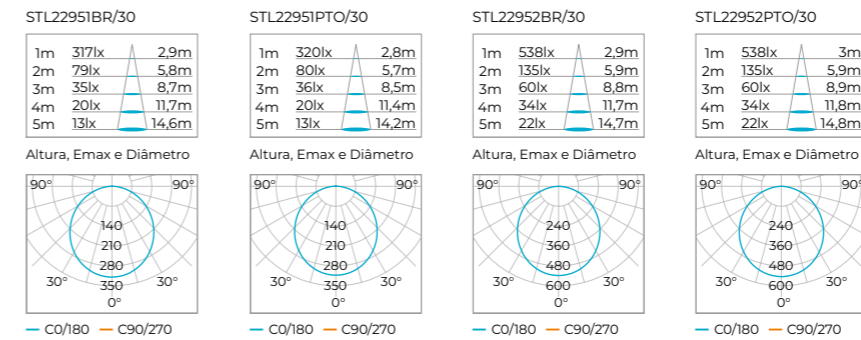 STL22951BR/30
1m 317lx 2,9m
2m 79lx 5,8m
3m 35lx 8,7m
4m 20lx 11,7m
5m 13lx 14,6m
Altura, Emax e Diâmetro
90° 90°
140
210
280
30° 350 30°
0°
C0/180 C90/270
STL22951PTO/30
1m 320lx 2,8m
2m 80lx 5,7m
3m 36lx 8,5m
4m 20lx 11,4m
5m 13lx 14,2m
Altura, Emax e Diâmetro
90° 90°
140
210
280
30° 350 30°
0°
C0/180 C90/270
STL22952BR/30
1m 538lx 2,9m
2m 135lx 5,9m
3m 60lx 8,8m
4m 34lx 11,7m
5m 22lx 14,7m
Altura, Emax e Diâmetro
90° 90°
240
360
480
30° 600 30°
0°
C0/180 C90/270
STL22952PTO/30
1m 538lx 3m
2m 135lx 5,9m
3m 60lx 8,9m
4m 34lx 11,8m
5m 22lx 14,8m
Altura, Emax e Diâmetro
90° 90°
240
360
480
30° 600 30°
0°
C0/180 C90/270